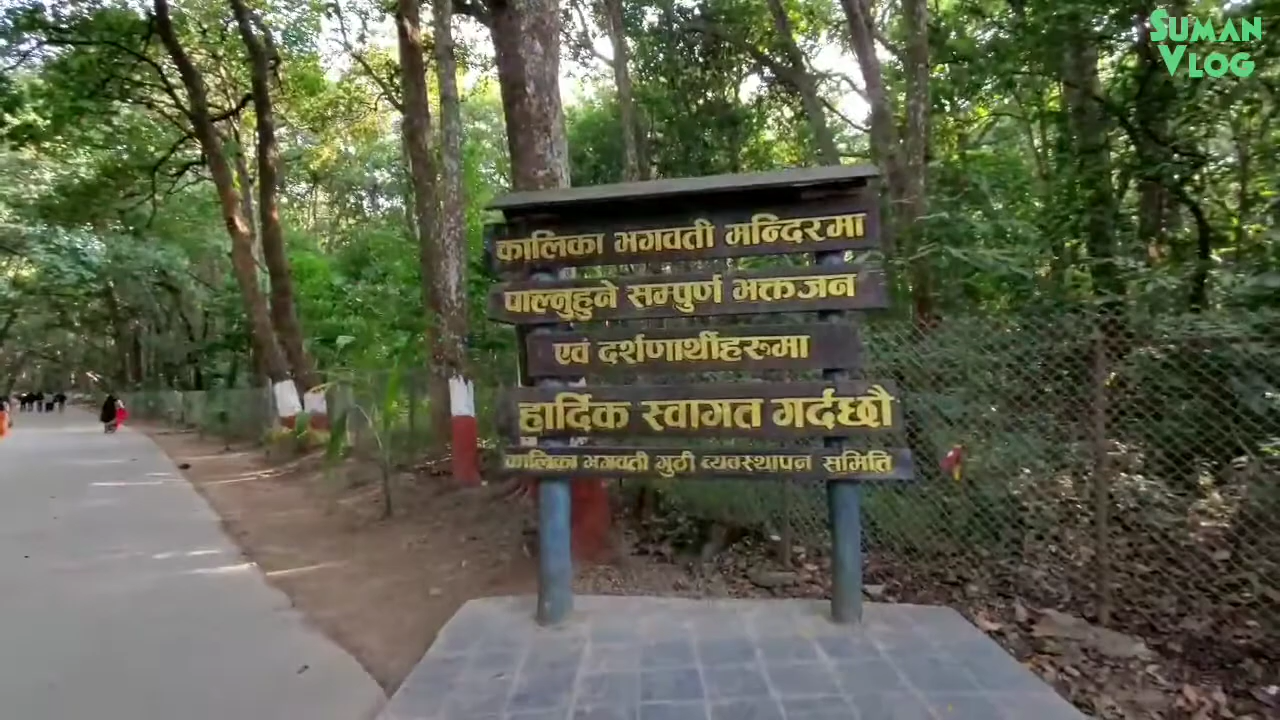 SUMAN
VLOG
कालिका भगवती मन्दिरमा
पाल्नुहुने सम्पुर्ण भक्तजन
एवं दर्शणार्थीहरूमा
हार्दिक स्वागत गर्दछौ
कालिका भगवती गुठी व्यवस्थापन समिति